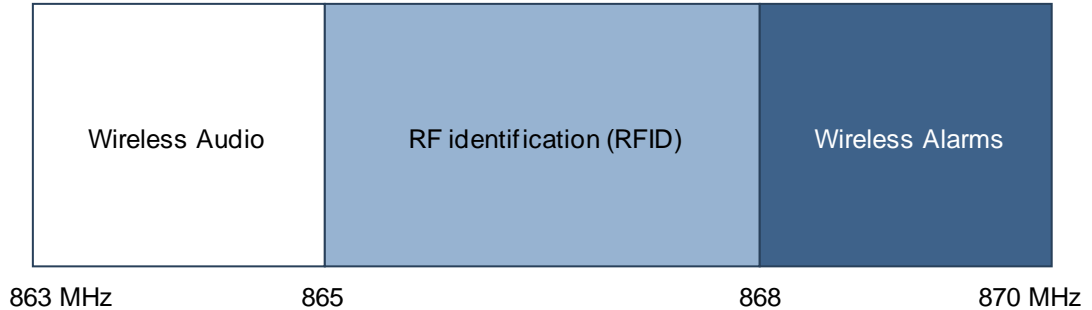 Wireless Audio
RF identification (RFID)
Wireless Alarms
863 MHz
865
868
870 MHz